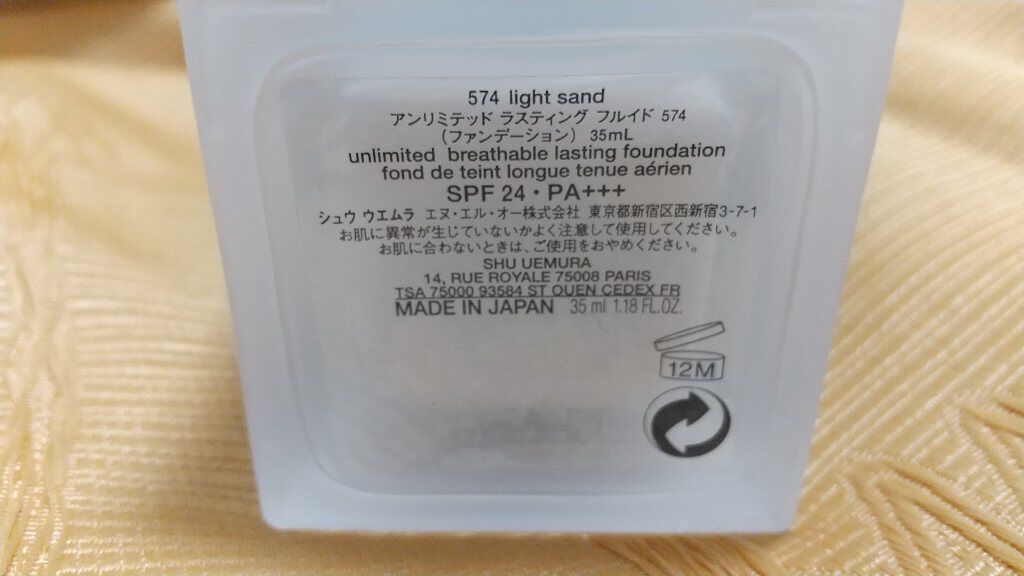 574 light sand
アンリミテッド ラスティング フルイド 574
（ファンデーション） 35mL
unlimited breathable lasting foundation
fond de teint longue tenue aérien
SPF 24・PA+++
シュウ ウエムラ エヌ・エル・オー株式会社 東京都新宿区西新宿3-7-1
お肌に異常が生じていないかよく注意して使用してください。
お肌に合わないときは、ご使用をおやめください。
SHU UEMURA
14, RUE ROYALE 75008 PARIS
TSA 75000 93584 ST OUEN CEDEX FR
MADE IN JAPAN 35 ml 1.18 FL.OZ.
12M